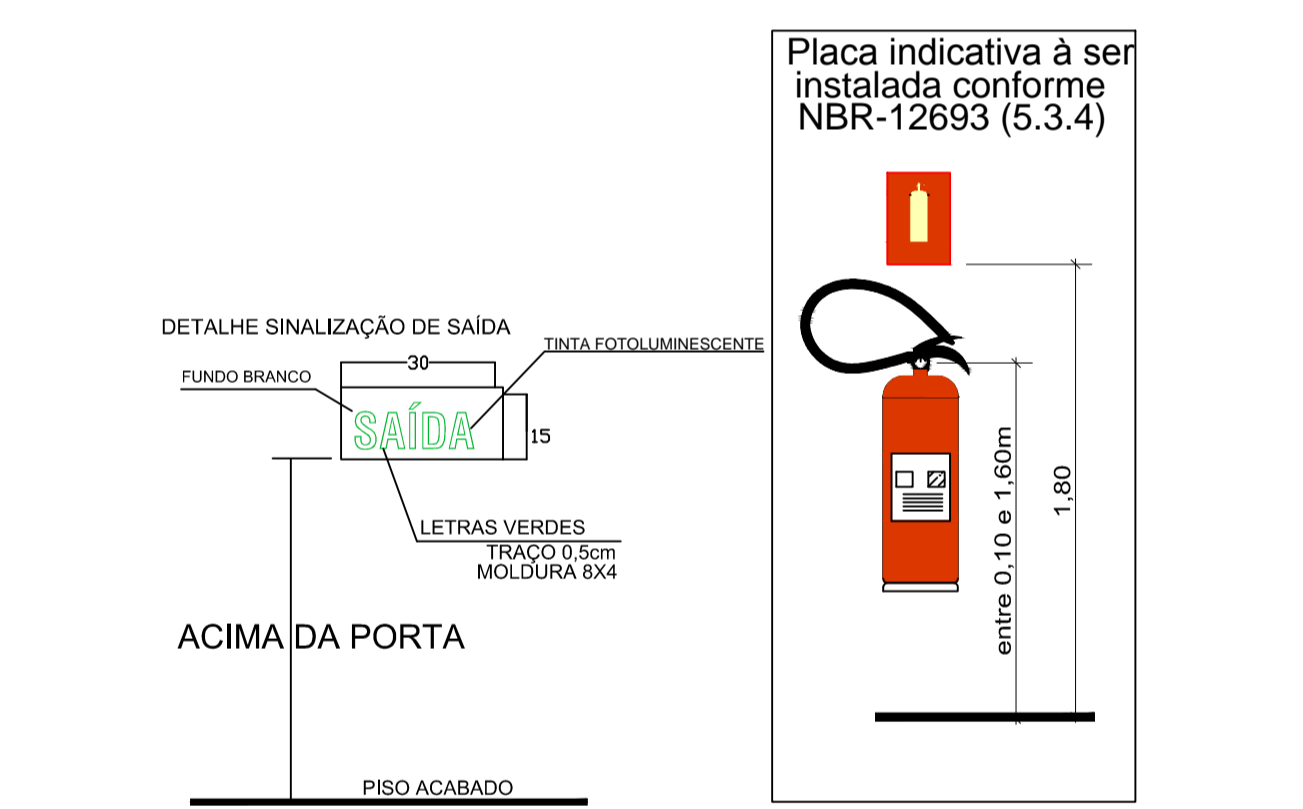 Placa indicativa à ser
instalada conforme
NBR-12693 (5.3.4)
DETALHE SINALIZAÇÃO DE SAÍDA
TINTA FOTOLUMINESCENTE
30
FUNDO BRANCO
SAÍDA
15
LETRAS VERDES
TRAÇO 0,5cm
MOLDURA 8X4
ACIMA DA PORTA
PISO ACABADO
entre 0,10 e 1,60m
1,80